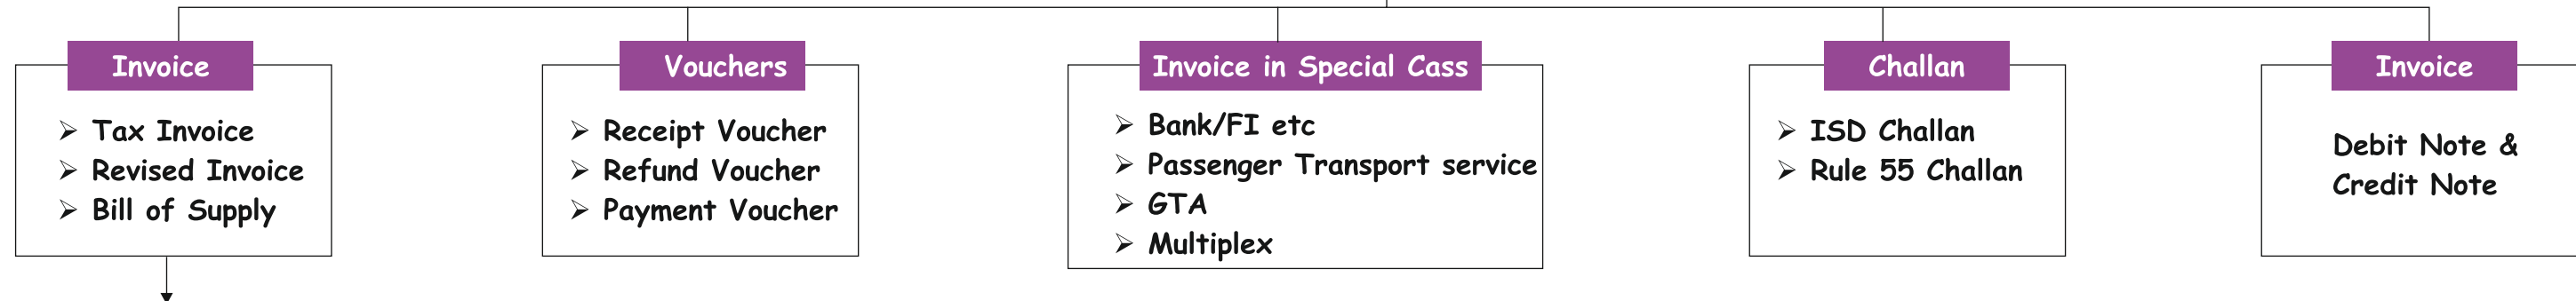 Invoice
Tax Invoice
Revised Invoice
Bill of Supply
Vouchers
Receipt Voucher
Refund Voucher
Payment Voucher
Invoice in Special Cass
Bank/FI etc
Passenger Transport service
GTA
Multiplex
Challan
ISD Challan
Rule 55 Challan
Invoice
Debit Note &
Credit Note